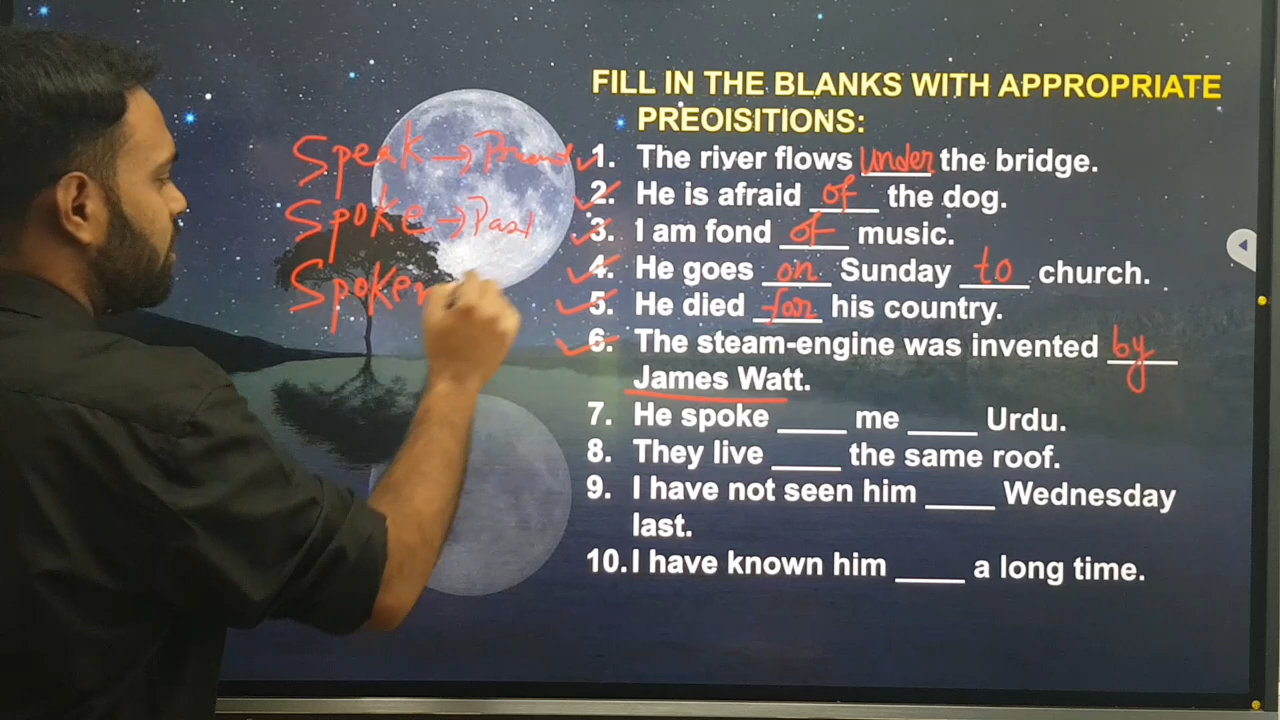 FILL IN THE BLANKS WITH APPROPRIATE
PREOISITIONS:
1. The river flows under the bridge.
2. He is afraid of the dog.
3. I am fond of music.
4. He goes on Sunday to church.
5. He died for his country.
6. The steam-engine was invented by
James Watt.
7. He spoke ____ me ____ Urdu.
8. They live ____ the same roof.
9. I have not seen him ____ Wednesday
last.
10. I have known him ____ a long time.
Speak →
Spoke → Past
Spoken